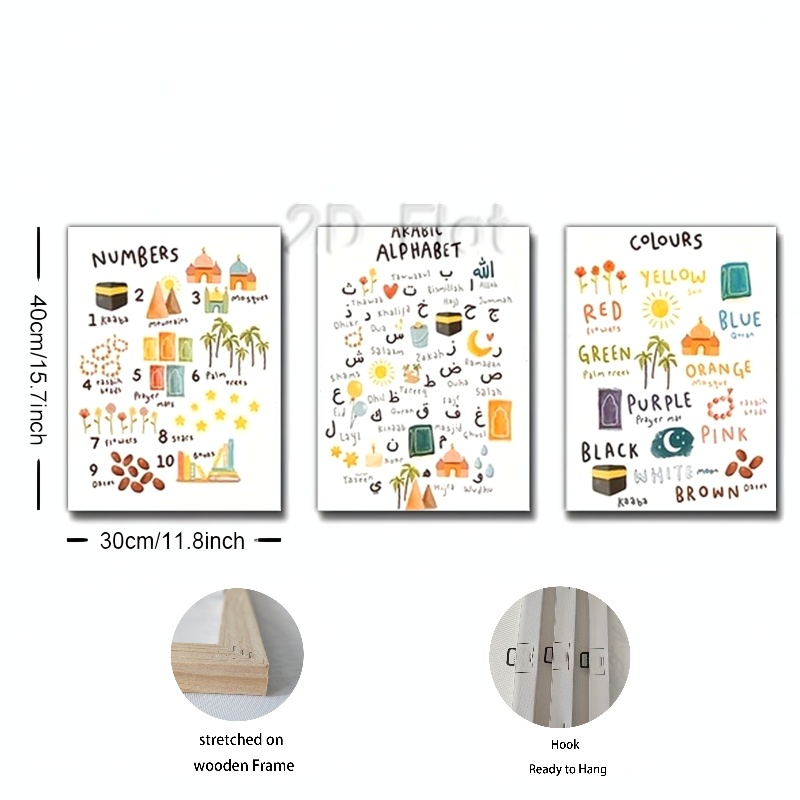 2D Flat
40cm/15.7inch
30cm/11.8inch
NUMBERS
1 Kaaba
2
mountains
3
Mosques
4 tasbih
beads
5
Prayer
mats
6
Palm
trees
7
flowers
8
Stars
9
Dates
10
Books
ARABIC
ALPHABET
Tawwakul
ب
الله
Allah
ث
ت
ا
Thawab
Bismillah
Hajj
Jummah
Dhikr
Khalifa
خ
ح
ج
Dua
ر
ذ
د
ش
س
ز
Salaam
Zakah
Ramadan
shams
ط
ض
ص
Tareeq
Duha
Salah
Eid
Dhil
ظ
Quran
غ
ع
Layl
ق
ف
Kitaab
masjid
Ghusl
ن
م
Noor
Yaseen
ي
Hijra
Wudhu
COLOURS
YELLOW
Sun
RED
flowers
BLUE
Quran
GREEN
Palm trees
ORANGE
Mosque
PURPLE
Prayer mat
tasbih
beads
PINK
BLACK
Kaaba
WHITE moon
BROWN Dates
stretched on
wooden Frame
Hook
Ready to Hang